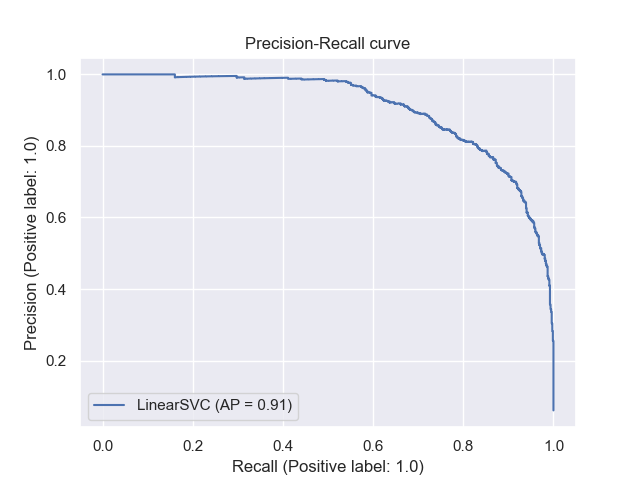 Precision-Recall curve
Precision (Positive label: 1.0)
1.0
0.8
0.6
0.4
0.2
LinearSVC (AP = 0.91)
0.0 0.2 0.4 0.6 0.8 1.0
Recall (Positive label: 1.0)